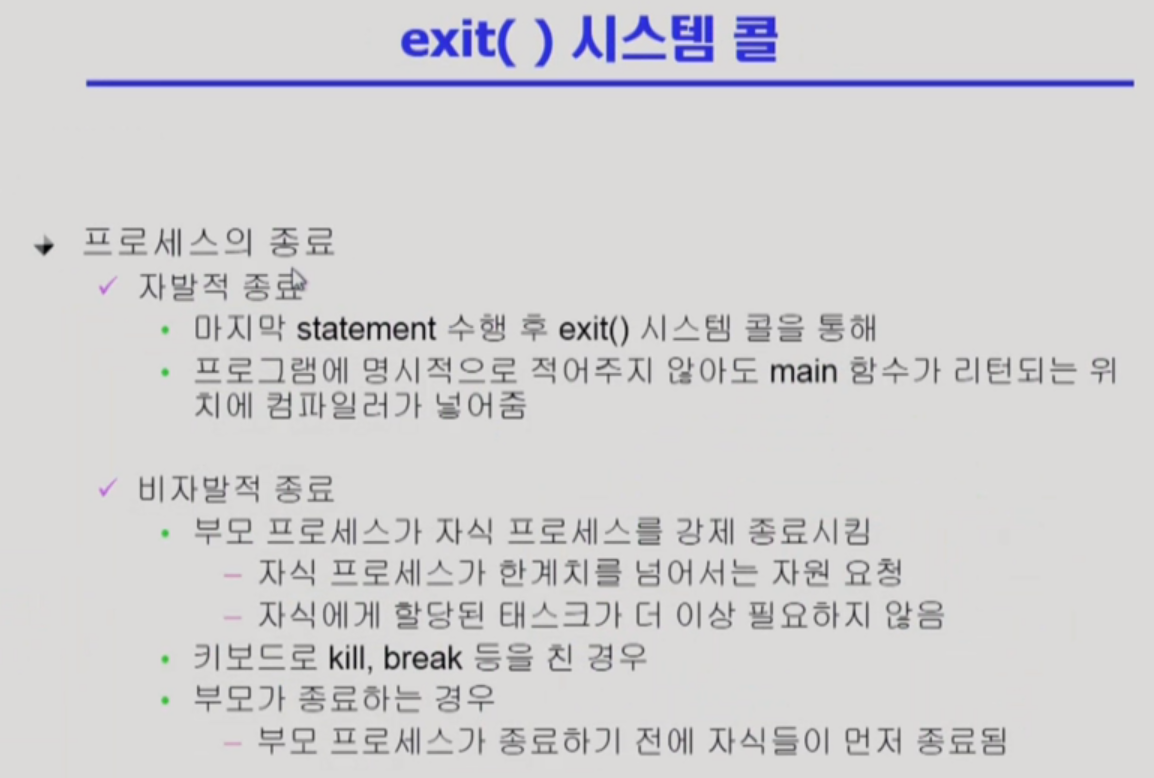 exit( ) 시스템 콜
프로세스의 종료
자발적 종료
마지막 statement 수행 후 exit() 시스템 콜을 통해
프로그램에 명시적으로 적어주지 않아도 main 함수가 리턴되는 위
치에 컴파일러가 넣어줌
비자발적 종료
부모 프로세스가 자식 프로세스를 강제 종료시킴
– 자식 프로세스가 한계치를 넘어서는 자원 요청
– 자식에게 할당된 태스크가 더 이상 필요하지 않음
키보드로 kill, break 등을 친 경우
부모가 종료하는 경우
– 부모 프로세스가 종료하기 전에 자식들이 먼저 종료됨